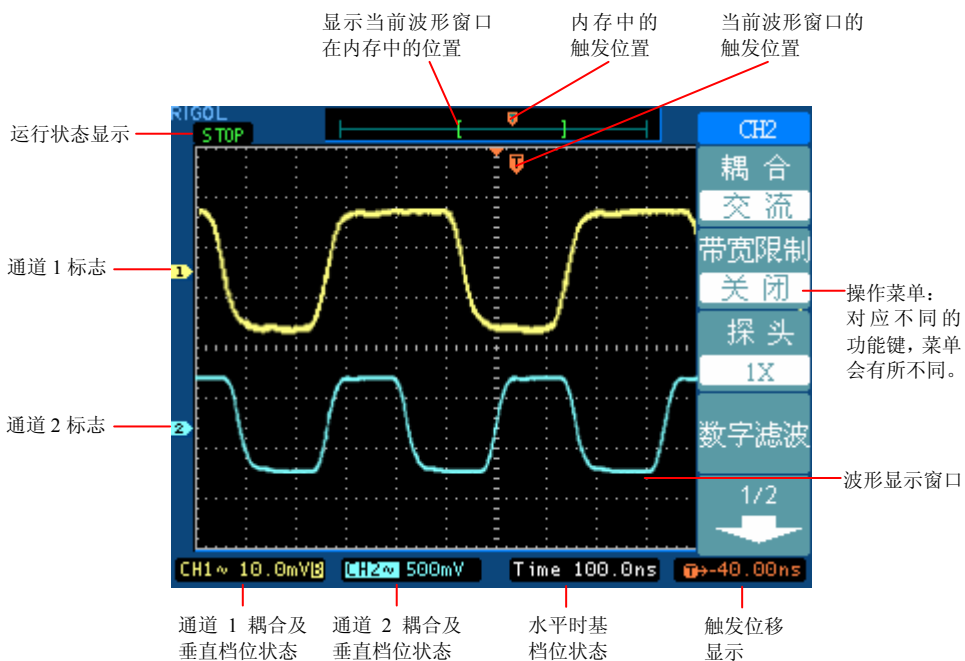 显示当前波形窗口
在内存中的位置
内存中的
触发位置
当前波形窗口的
触发位置
运行状态显示
RIGOL
STOP
T
CH2
耦 合
交 流
带宽限制
关 闭
探 头
1X
数字滤波
1/2
通道 1 标志
1
通道 2 标志
2
操作菜单：
对应不同的
功能键，菜单
会有所不同。
波形显示窗口
CH1~ 10.0mV B
CH2~ 500mV
Time 100.0ns
T→-40.00ns
通道 1 耦合及
垂直档位状态
通道 2 耦合及
垂直档位状态
水平时基
档位状态
触发位移
显示